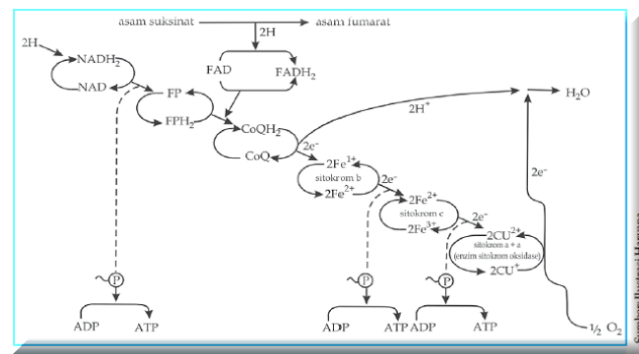 asam suksinat
asam fumarat
2H
2H
NADH2
NAD
FAD
FADH2
FP
FPH2
CoQH2
CoQ
2H+
H2O
2e-
2Fe3+
sitokrom b
2Fe2+
2e-
2Fe2+
sitokrom c
2Fe3+
2e-
2CU2+
sitokrom a + a
(enzim sitokrom oksidase)
2CU+
2e-
P
P
P
ADP
ATP
ADP
ATP
ADP
ATP
½ O2